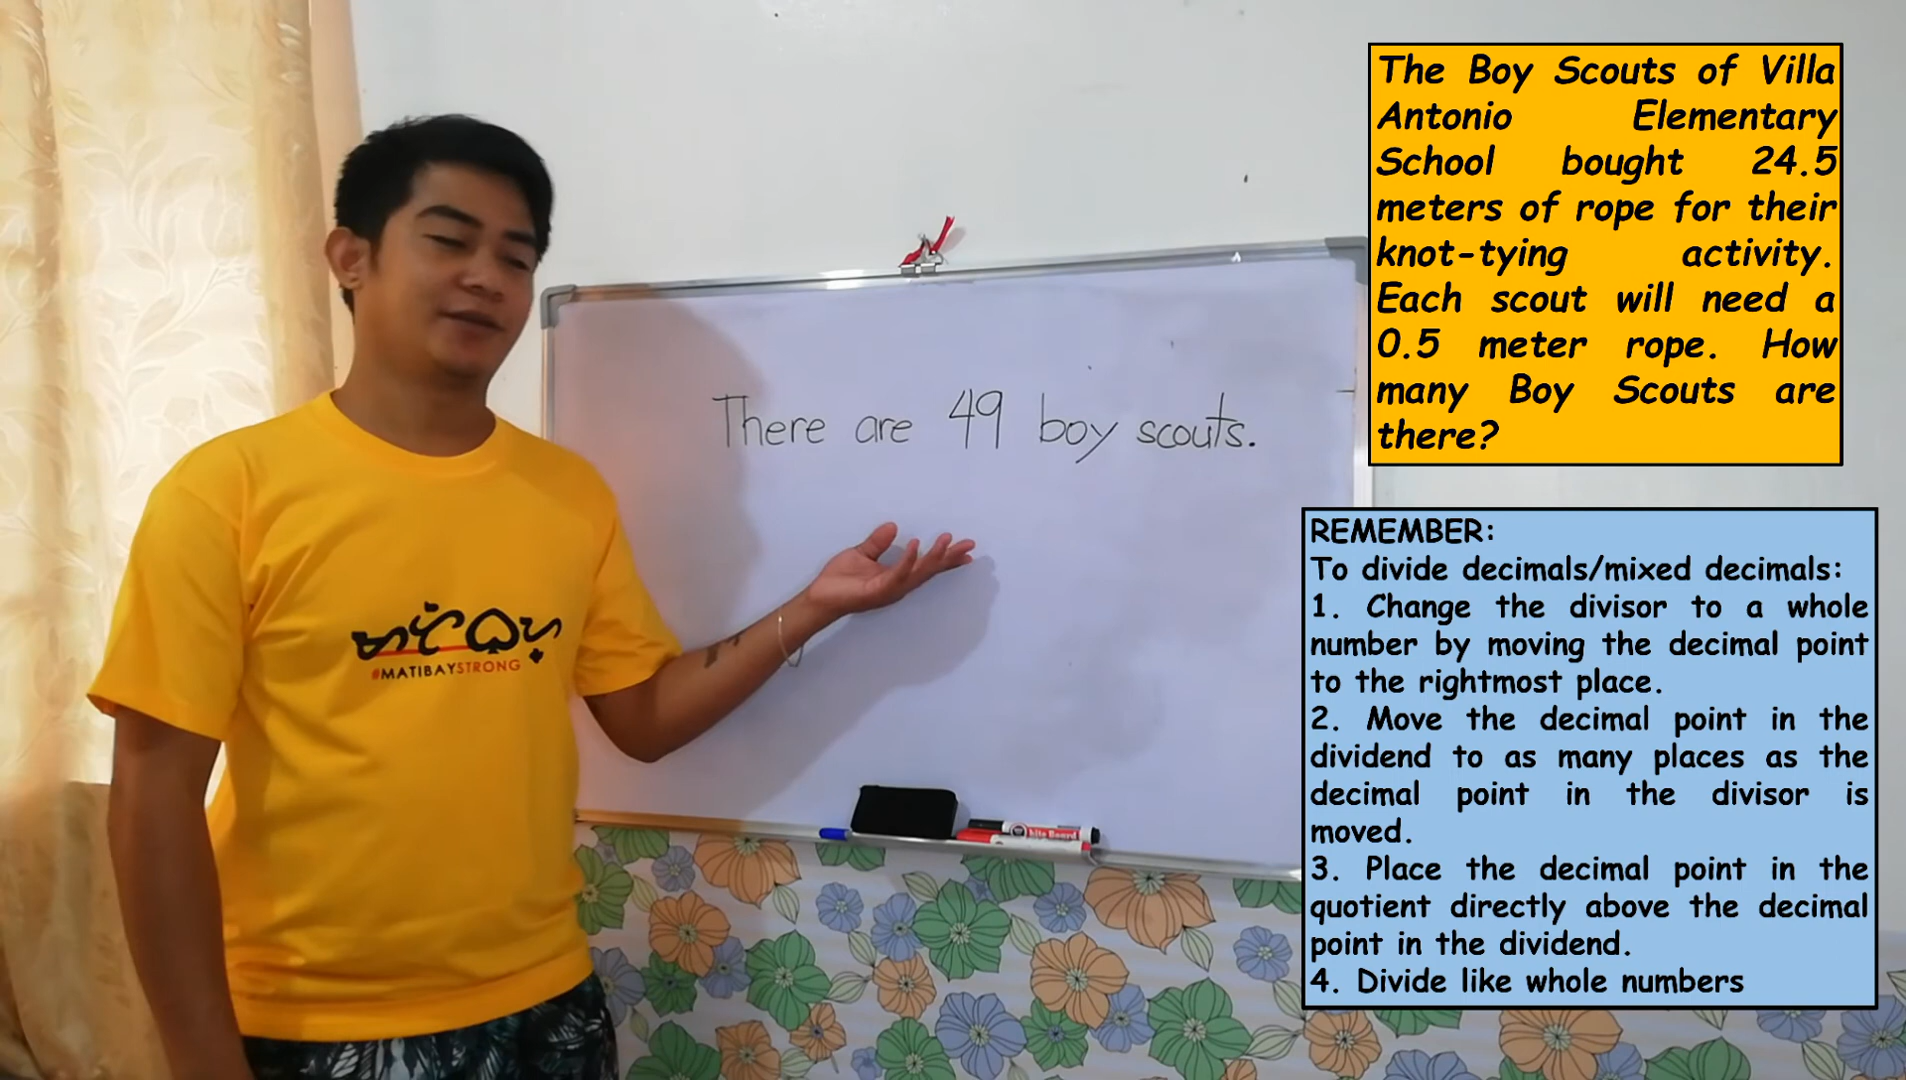 There are 49 boy scouts.
#MATIBAYSTRONG
The Boy Scouts of Villa
Antonio Elementary
School bought 24.5
meters of rope for their
knot-tying activity.
Each scout will need a
0.5 meter rope. How
many Boy Scouts are
there?
REMEMBER:
To divide decimals/mixed decimals:
1. Change the divisor to a whole
number by moving the decimal point
to the rightmost place.
2. Move the decimal point in the
dividend to as many places as the
decimal point in the divisor is
moved.
3. Place the decimal point in the
quotient directly above the decimal
point in the dividend.
4. Divide like whole numbers